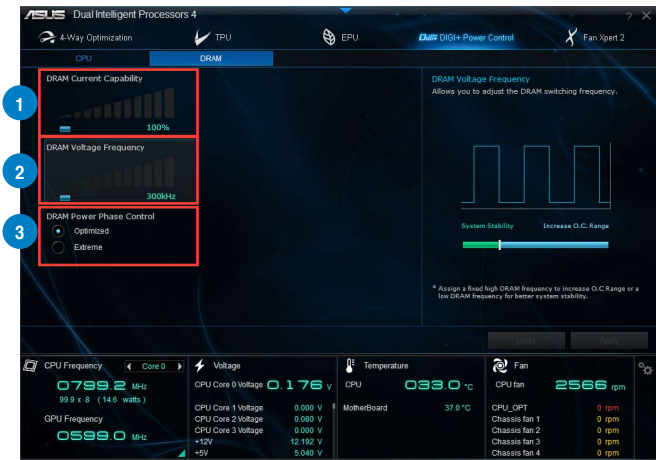 ASUS Dual Intelligent Processors 4
? X
4-Way Optimization
TPU
EPU
DIGI+ Power Control
Fan Xpert 2
CPU
DRAM
1
DRAM Current Capability
100%
2
DRAM Voltage Frequency
300kHz
3
DRAM Power Phase Control
Optimized
Extreme
DRAM Voltage Frequency
Allows you to adjust the DRAM switching frequency.
System Stability
Increase O.C. Range
* Assign a fixed high DRAM frequency to increase O.C Range or a
low DRAM frequency for better system stability.
Undo
Apply
CPU Frequency
Core 0
0799.2 MHz
99.9 x 8 (14.6 watts)
GPU Frequency
0599.0 MHz
Voltage
CPU Core 0 Voltage 0.176 V
CPU Core 1 Voltage 0.000 V
CPU Core 2 Voltage 0.080 V
CPU Core 3 Voltage 0.000 V
+12V 12.192 V
+5V 5.040 V
Temperature
CPU 033.0 °C
MotherBoard 37.0 °C
Fan
CPU fan 2566 rpm
CPU_OPT 0 rpm
Chassis fan 1 0 rpm
Chassis fan 2 0 rpm
Chassis fan 3 0 rpm
Chassis fan 4 0 rpm